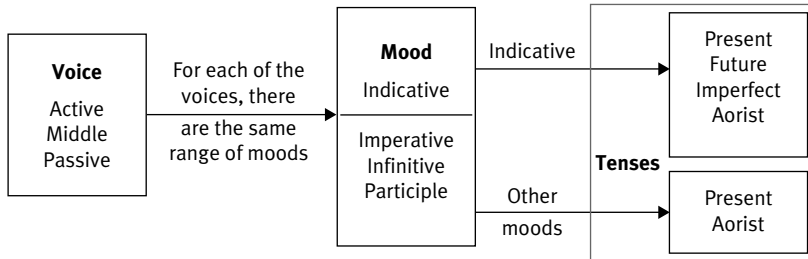 Voice
Active
Middle
Passive
For each of the
voices, there
are the same
range of moods
Mood
Indicative
Imperative
Infinitive
Participle
Indicative
Other
moods
Tenses
Present
Future
Imperfect
Aorist
Present
Aorist